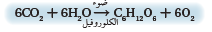 ضوء
6CO₂ + 6H₂O → C₆H₁₂O₆ + 6O₂
الكلوروفيل